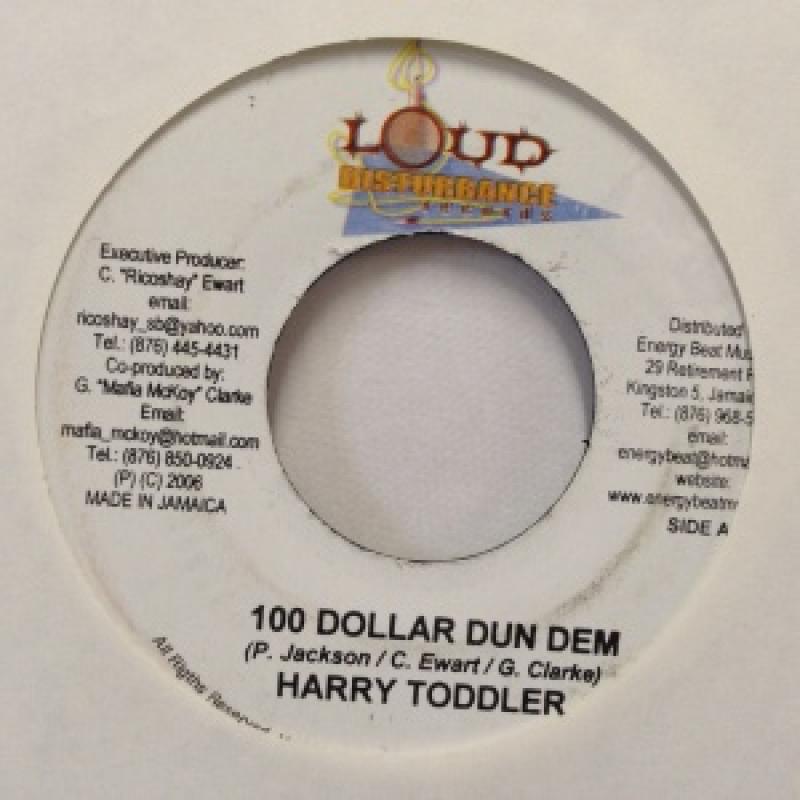 LOUD
DISTURBANCE
records
Executive Producer:
C. "Ricoshay" Ewart
email:
ricoshay_sb@yahoo.com
Tel.: (876) 445-4431
Co-produced by:
G. "Mafia McKoy" Clarke
Email:
mafia_mckoy@hotmail.com
Tel.: (876) 850-0924
(P) (C) 2006
MADE IN JAMAICA
Distributed
Energy Beat Mu
29 Retirement
Kingston 5, Jamai
Tel.: (876) 968-5
email:
energybeat@hotm
website:
www.energybeatm
SIDE A
100 DOLLAR DUN DEM
(P. Jackson / C. Ewart / G. Clarke)
HARRY TODDLER
All Rigths Reserved